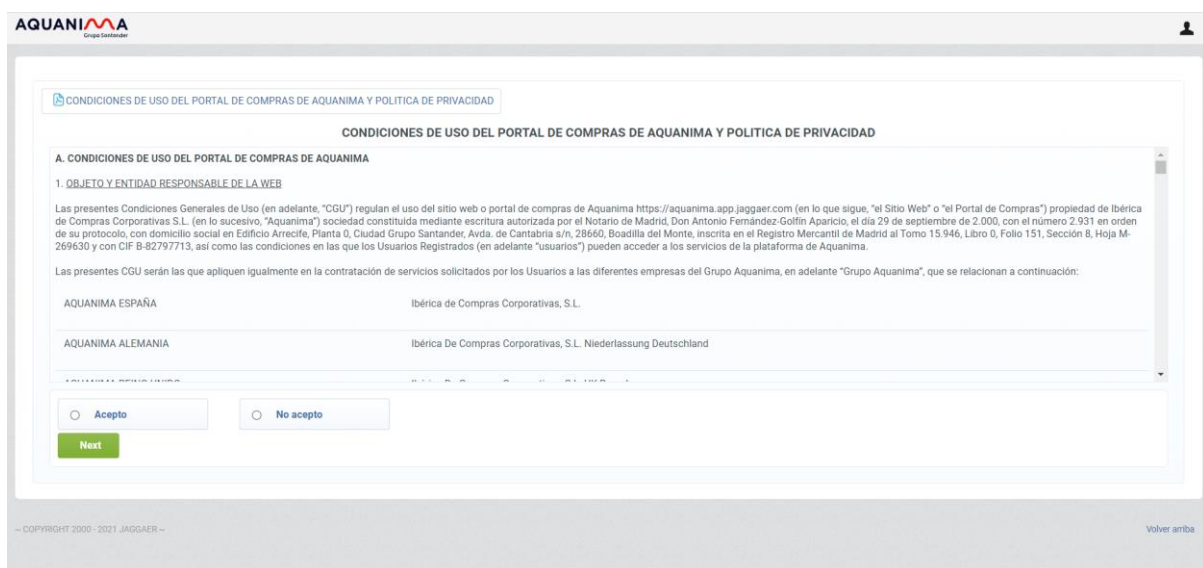 AQUANIMA
Grupo Santander
CONDICIONES DE USO DEL PORTAL DE COMPRAS DE AQUANIMA Y POLITICA DE PRIVACIDAD
CONDICIONES DE USO DEL PORTAL DE COMPRAS DE AQUANIMA Y POLITICA DE PRIVACIDAD
A. CONDICIONES DE USO DEL PORTAL DE COMPRAS DE AQUANIMA
1. OBJETO Y ENTIDAD RESPONSABLE DE LA WEB
Las presentes Condiciones Generales de Uso (en adelante, "CGU") regulan el uso del sitio web o portal de compras de Aquanima https://aquanima.app.jaggaer.com (en lo que sigue, "el Sitio Web" o "el Portal de Compras") propiedad de Ibérica
de Compras Corporativas S.L. (en lo sucesivo, "Aquanima") sociedad constituida mediante escritura autorizada por el Notario de Madrid, Don Antonio Fernández-Golfín Aparicio, el día 29 de septiembre de 2.000, con el número 2.931 en orden
de su protocolo, con domicilio social en Edificio Arrecife, Planta 0, Ciudad Grupo Santander, Avda. de Cantabria s/n, 28660, Boadilla del Monte, inscrita en el Registro Mercantil de Madrid al Tomo 15.946, Libro 0, Folio 151, Sección 8, Hoja M-
269630 y con CIF B-82797713, así como las condiciones en las que los Usuarios Registrados (en adelante "usuarios") pueden acceder a los servicios de la plataforma de Aquanima.
Las presentes CGU serán las que apliquen igualmente en la contratación de servicios solicitados por los Usuarios a las diferentes empresas del Grupo Aquanima, en adelante "Grupo Aquanima", que se relacionan a continuación:
AQUANIMA ESPAÑA Ibérica de Compras Corporativas, S.L.
AQUANIMA ALEMANIA Ibérica De Compras Corporativas, S.L. Niederlassung Deutschland
Acepto No acepto
Next
-- COPYRIGHT 2000 - 2021 JAGGAER --
Volver arriba